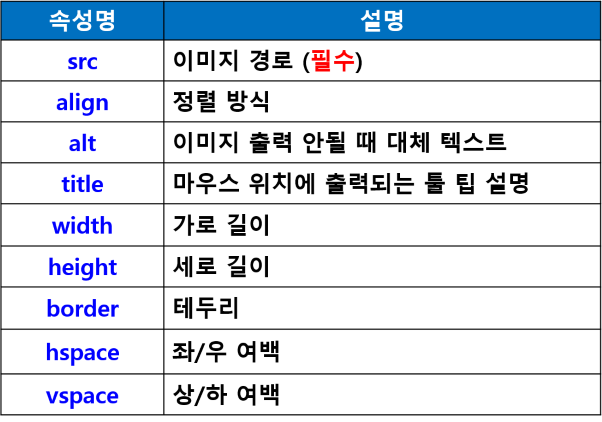 속성명 설명
src 이미지 경로 (필수)
align 정렬 방식
alt 이미지 출력 안될 때 대체 텍스트
title 마우스 위치에 출력되는 툴 팁 설명
width 가로 길이
height 세로 길이
border 테두리
hspace 좌/우 여백
vspace 상/하 여백